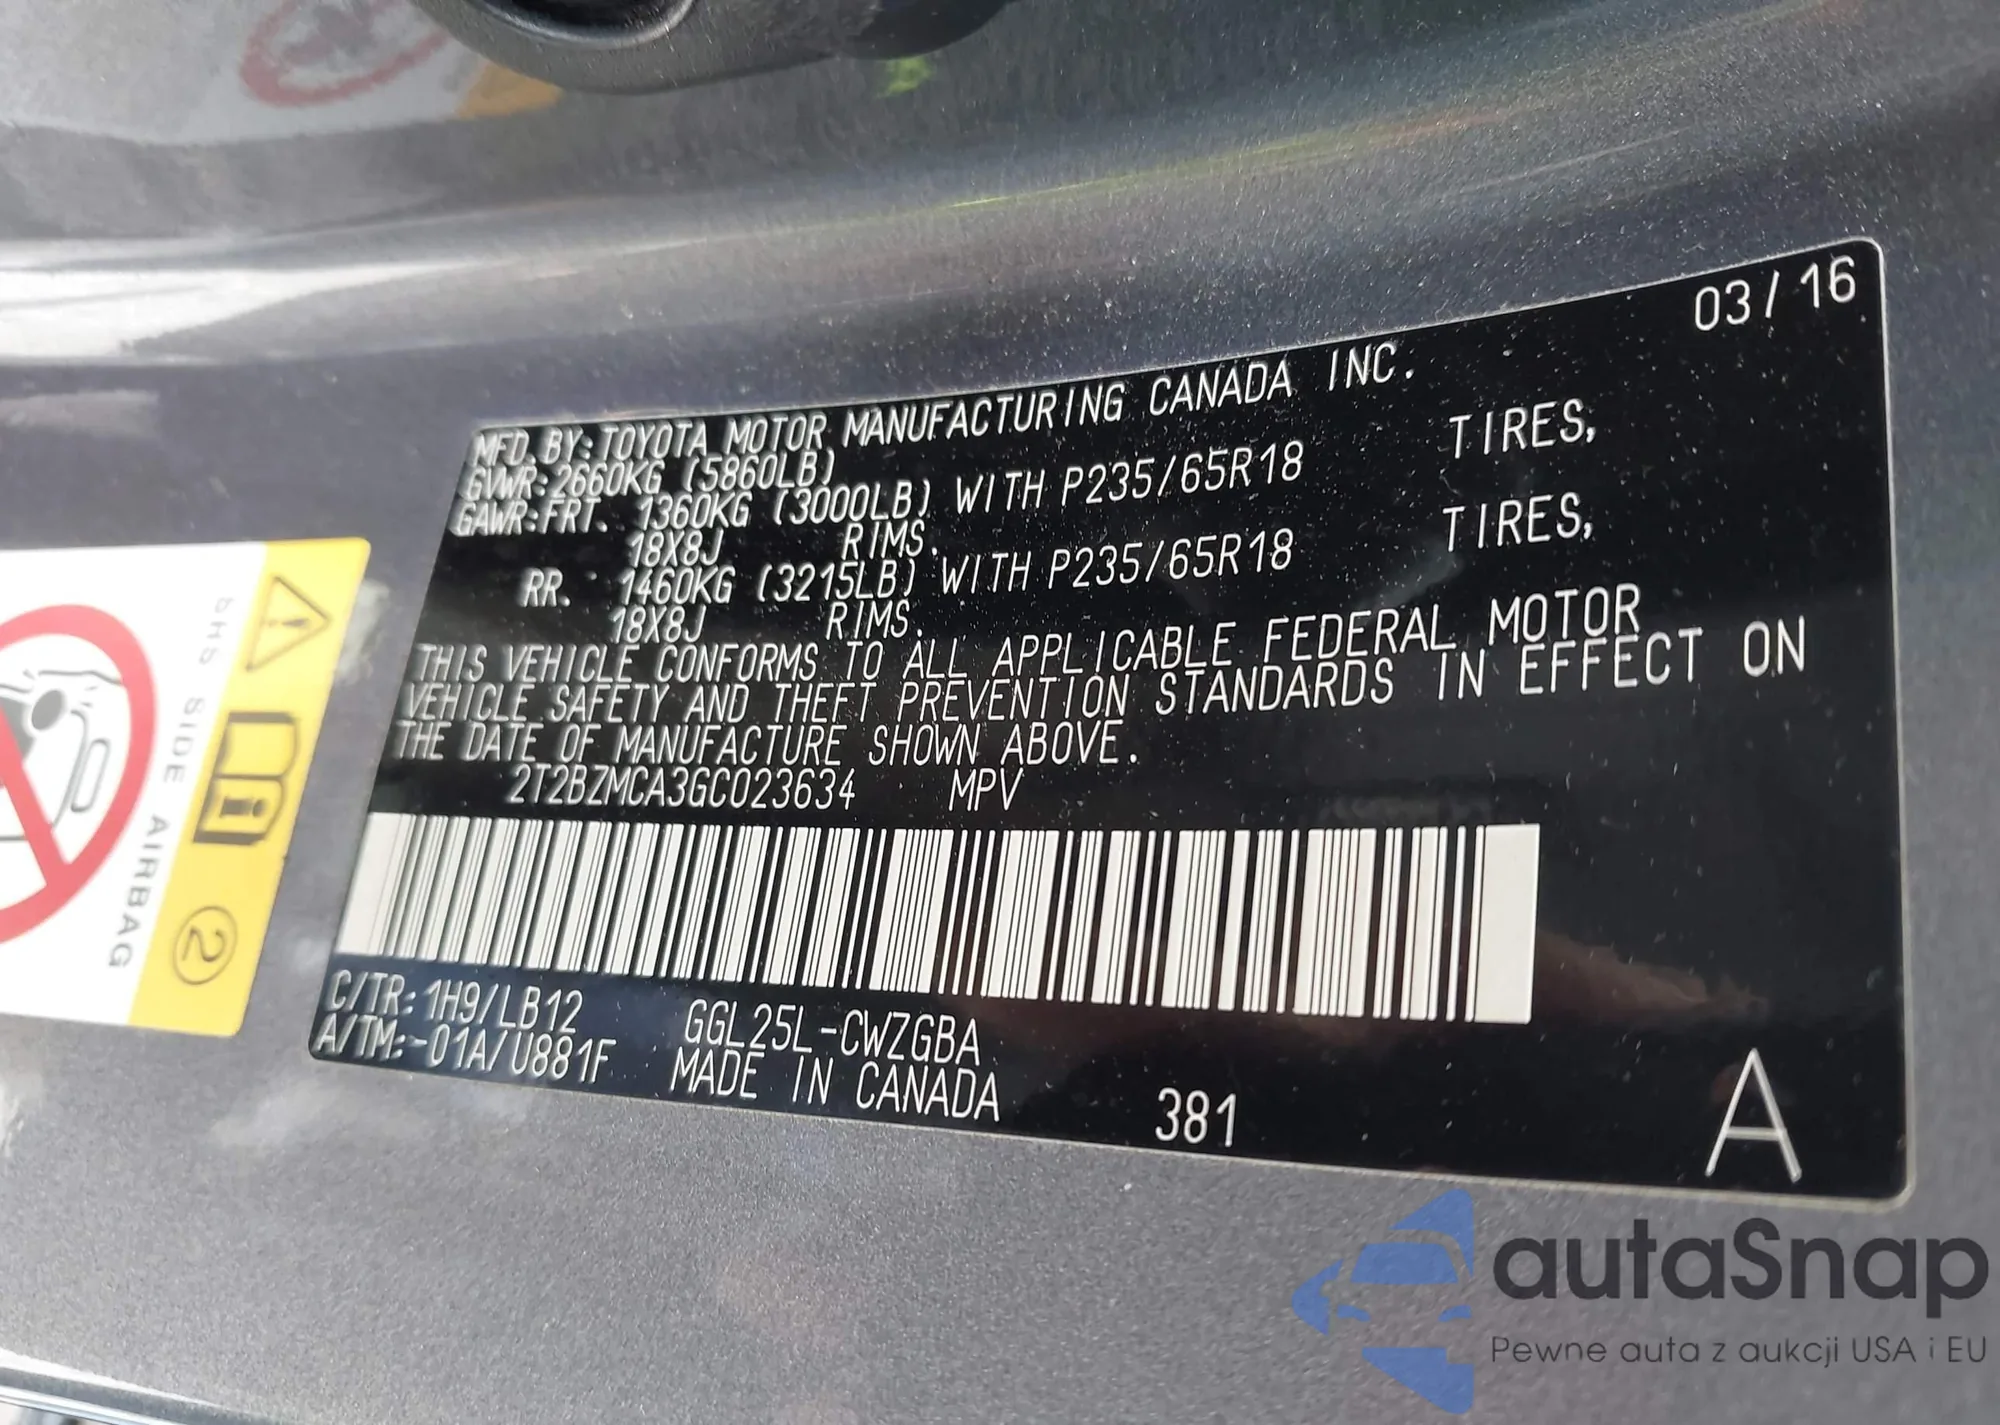 03/16
MFD. BY: TOYOTA MOTOR MANUFACTURING CANADA INC.
GVWR: 2660KG (5860LB)
GAWR: FRT. 1360KG (3000LB) WITH P235/65R18 TIRES,
18X8J RIMS.
RR. 1460KG (3215LB) WITH P235/65R18 TIRES,
18X8J RIMS.
THIS VEHICLE CONFORMS TO ALL APPLICABLE FEDERAL MOTOR
VEHICLE SAFETY AND THEFT PREVENTION STANDARDS IN EFFECT ON
THE DATE OF MANUFACTURE SHOWN ABOVE.
2T2BZMCA3GC023634 MPV
C/TR: 1H9/LB12 GGL25L-CWZGBA
A/TM:-01A/U881F MADE IN CANADA
381 A
SIDE AIRBAG
2
autaSnap
Pewne auta z aukcji USA i EU